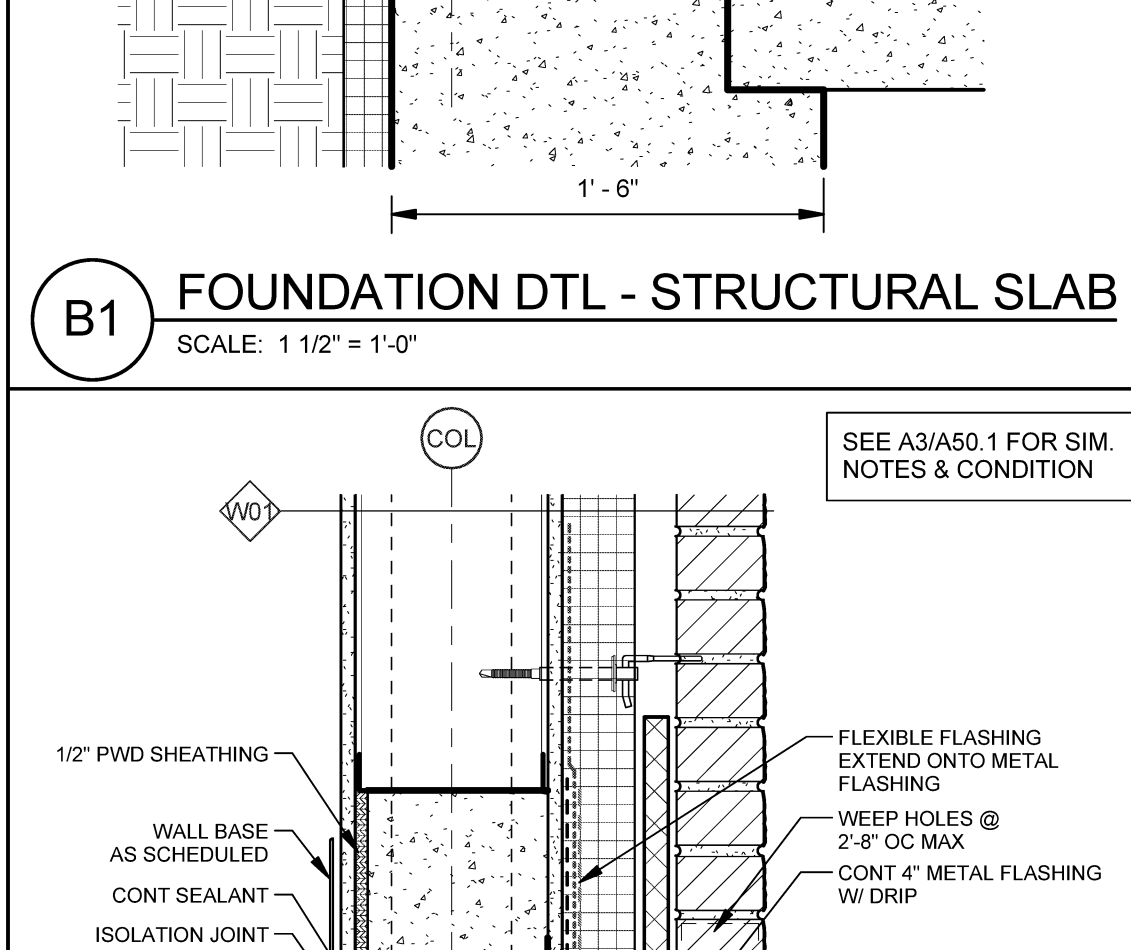 1' - 6"
B1
FOUNDATION DTL - STRUCTURAL SLAB
SCALE: 1 1/2" = 1'-0"
COL
SEE A3/A50.1 FOR SIM.
NOTES & CONDITION
W01
1/2" PWD SHEATHING
WALL BASE
AS SCHEDULED
CONT SEALANT
ISOLATION JOINT
FLEXIBLE FLASHING
EXTEND ONTO METAL
FLASHING
WEEP HOLES @
2'-8" OC MAX
CONT 4" METAL FLASHING
W/ DRIP